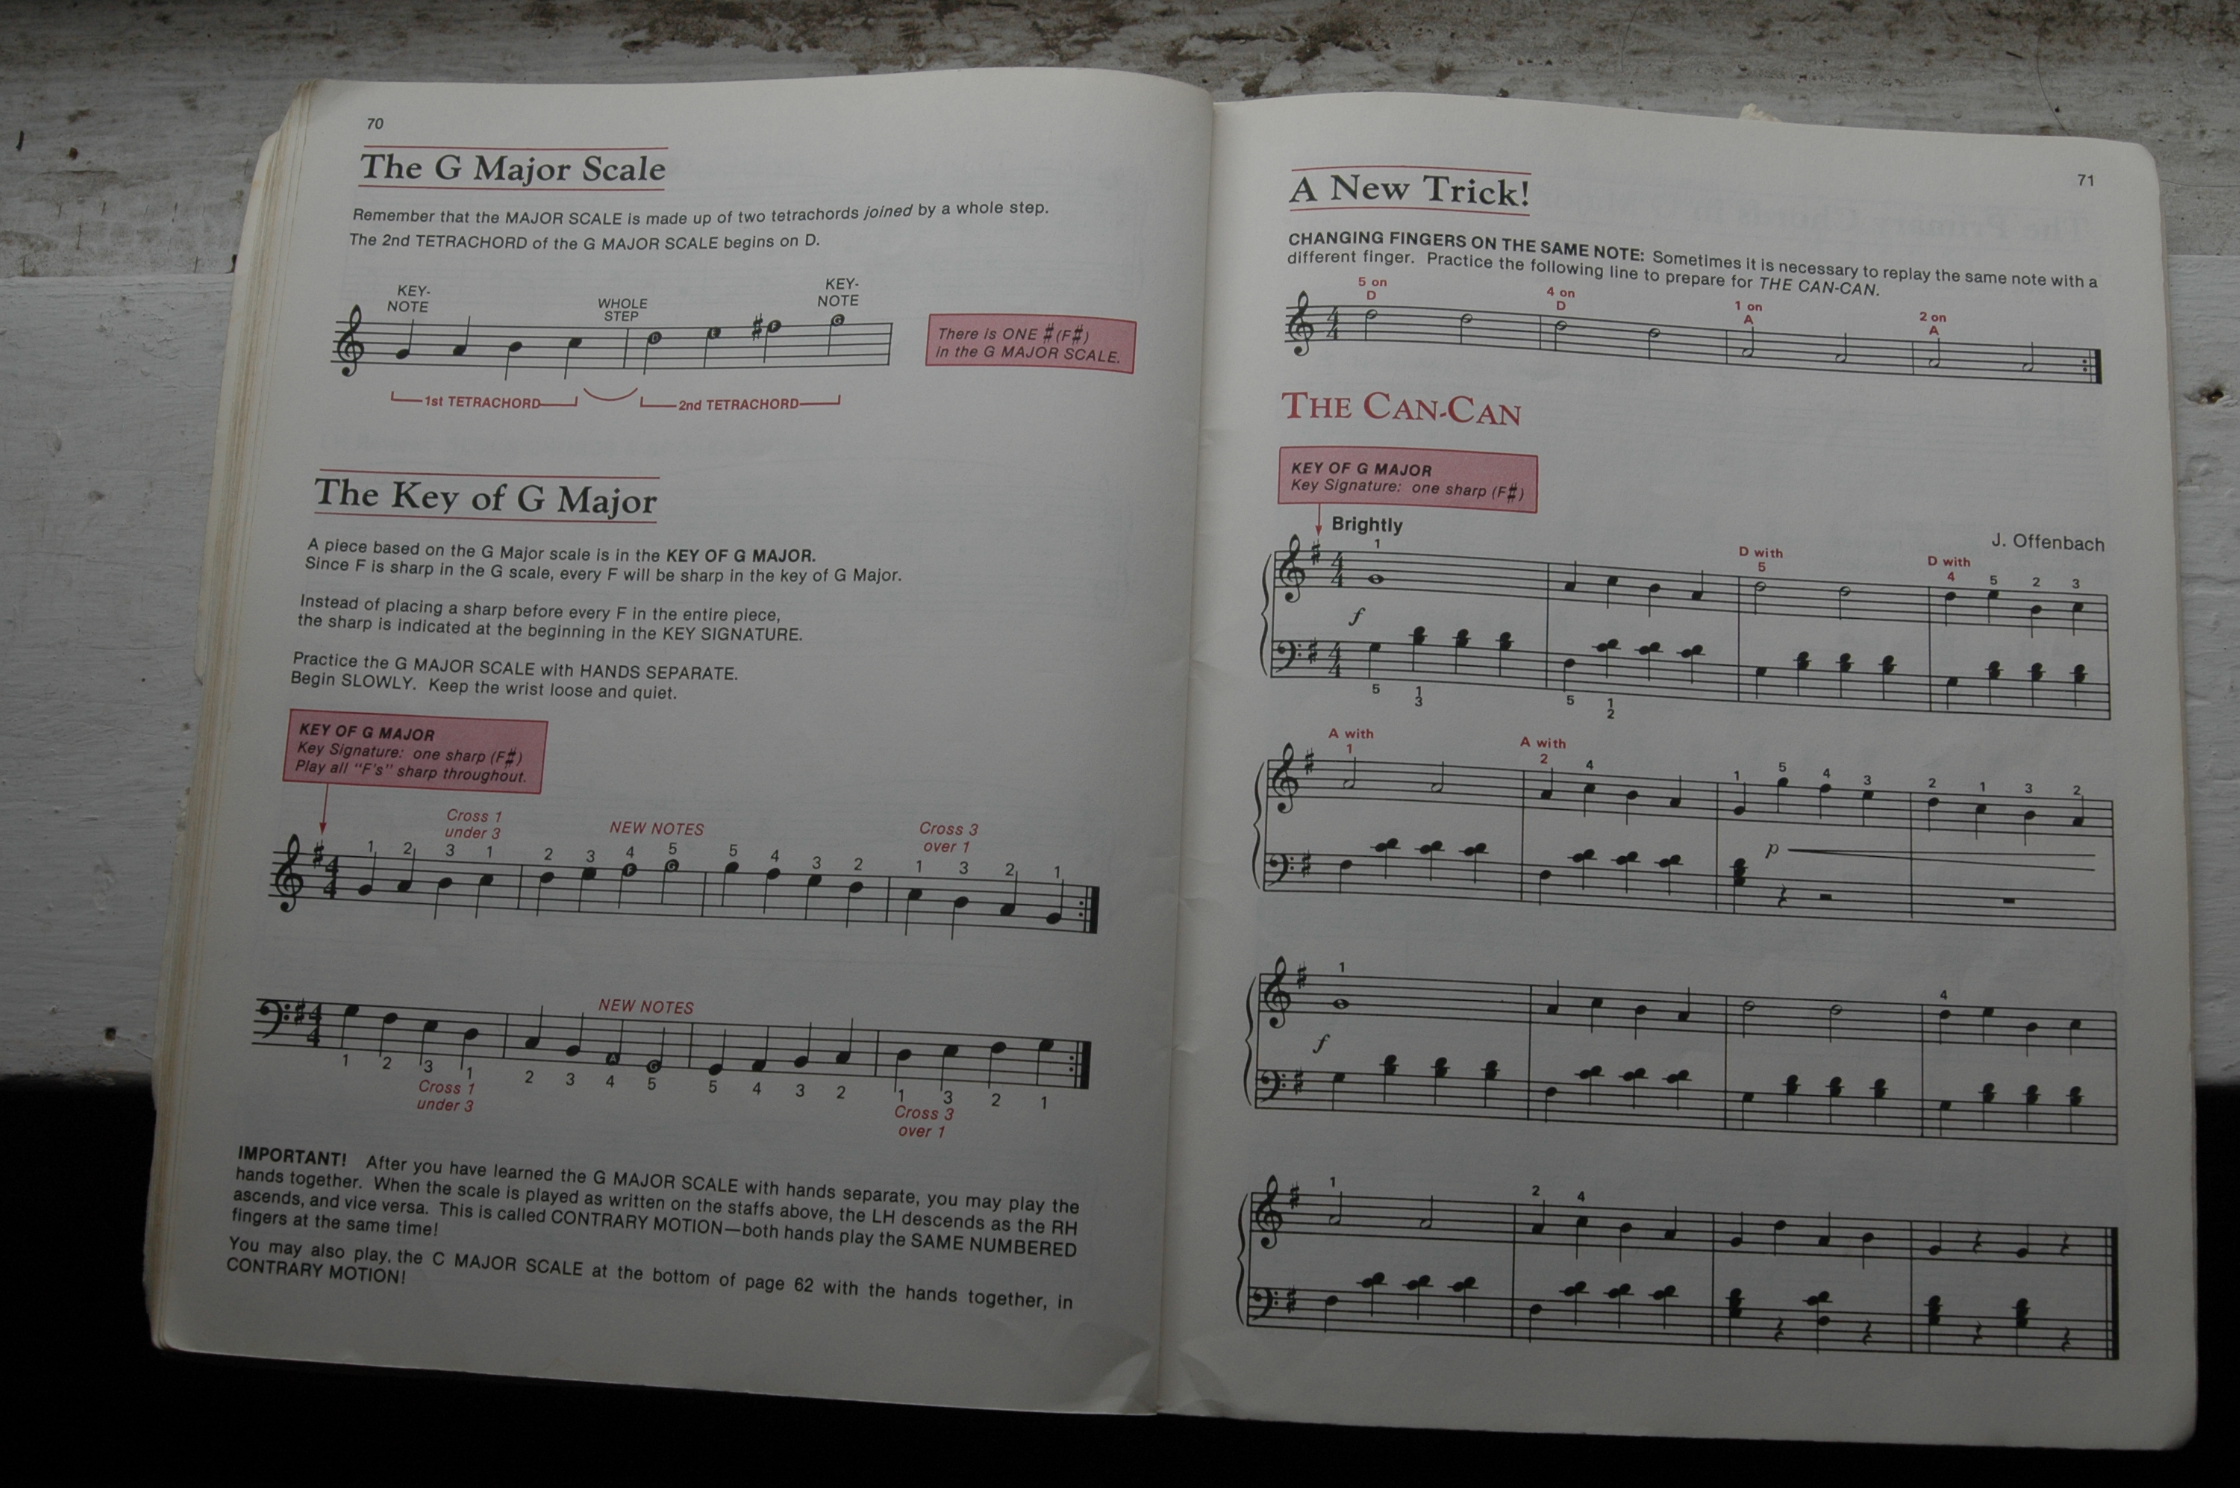 70
The G Major Scale
Remember that the MAJOR SCALE is made up of two tetrachords joined by a whole step.
The 2nd TETRACHORD of the G MAJOR SCALE begins on D.
KEY-
NOTE
WHOLE
STEP
KEY-
NOTE
D E F G
There is ONE # (F#)
in the G MAJOR SCALE.
1st TETRACHORD
2nd TETRACHORD
The Key of G Major
A piece based on the G Major scale is in the KEY OF G MAJOR.
Since F is sharp in the G scale, every F will be sharp in the key of G Major.
Instead of placing a sharp before every F in the entire piece,
the sharp is indicated at the beginning in the KEY SIGNATURE.
Practice the G MAJOR SCALE with HANDS SEPARATE.
Begin SLOWLY. Keep the wrist loose and quiet.
KEY OF G MAJOR
Key Signature: one sharp (F#)
Play all "F's" sharp throughout.
Cross 1
under 3
NEW NOTES
Cross 3
over 1
1 2 3 1 2 3 4 5 5 4 3 2 1 3 2 1
4
4
NEW NOTES
4
4
1 2 3 1 2 3 4 5 5 4 3 2 1 3 2 1
Cross 1
under 3
Cross 3
over 1
IMPORTANT! After you have learned the G MAJOR SCALE with hands separate, you may play the
hands together. When the scale is played as written on the staffs above, the LH descends as the RH
ascends, and vice versa. This is called CONTRARY MOTION—both hands play the SAME NUMBERED
fingers at the same time!
You may also play, the C MAJOR SCALE at the bottom of page 62 with the hands together, in
CONTRARY MOTION!
71
A New Trick!
CHANGING FINGERS ON THE SAME NOTE: Sometimes it is necessary to replay the same note with a
different finger. Practice the following line to prepare for THE CAN-CAN.
5 on
D
4 on
D
1 on
A
2 on
A
4
4
THE CAN-CAN
KEY OF G MAJOR
Key Signature: one sharp (F#)
Brightly
J. Offenbach
1
D with
5
D with
4 5 2 3
4
4
f
4
4
5 1
3
5 1
2
A with
1
A with
2 4 1 5 4 3 2 1 3 2
p
1 4
f
1 2 4